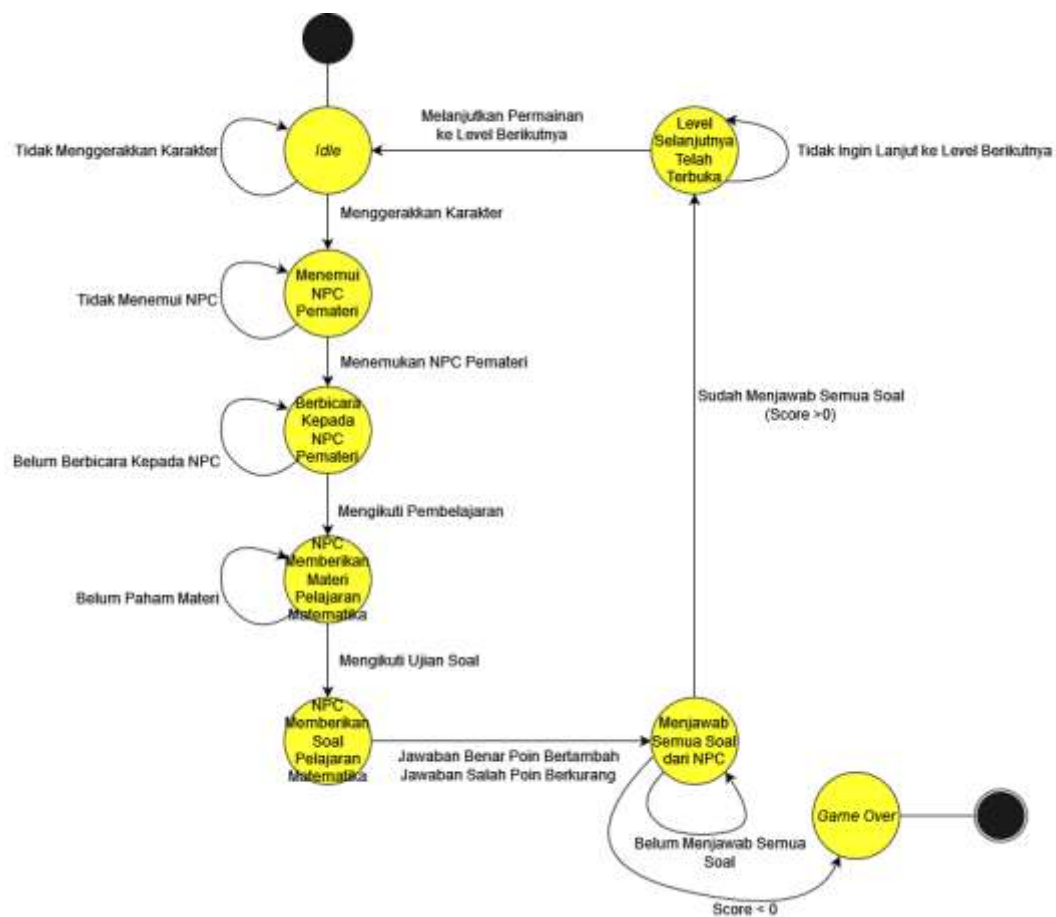 Melanjutkan Permainan
ke Level Berikutnya
Level
Selanjutnya
Telah
Terbuka
Tidak Menggerakkan Karakter
Idle
Tidak Ingin Lanjut ke Level Berikutnya
Menggerakkan Karakter
Menemui
NPC
Pemateri
Tidak Menemui NPC
Menemukan NPC Pemateri
Berbicara
Kepada
NPC
Pemateri
Sudah Menjawab Semua Soal
(Score >0)
Belum Berbicara Kepada NPC
Mengikuti Pembelajaran
NPC
Memberikan
Materi
Pelajaran
Matematika
Belum Paham Materi
Mengikuti Ujian Soal
NPC
Memberikan
Soal
Pelajaran
Matematika
Jawaban Benar Poin Bertambah
Jawaban Salah Poin Berkurang
Menjawab
Semua Soal
dari NPC
Game Over
Belum Menjawab Semua
Soal
Score < 0